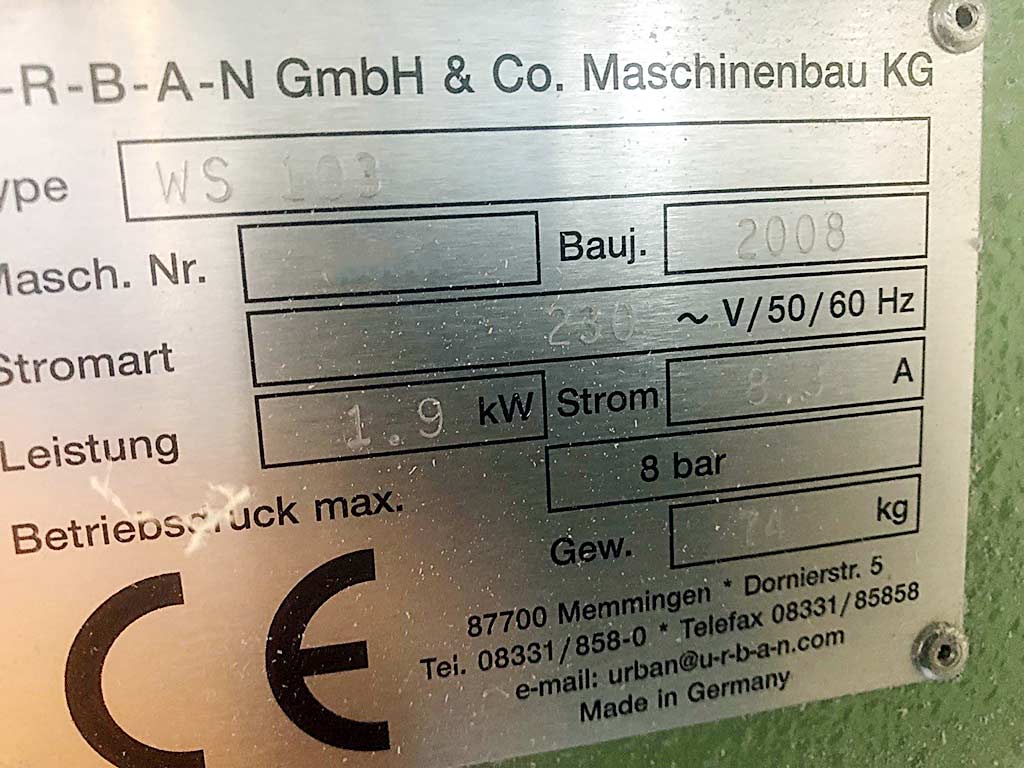 -R-B-A-N GmbH & Co. Maschinenbau KG
ype WS 103
Masch. Nr. Bauj. 2008
Stromart 230 ~ V/50/60 Hz
Leistung 1.9 kW Strom A
Betriebsdruck max. 8 bar
Gew. 74 kg
CE
87700 Memmingen * Dornierstr. 5
Tel. 08331/858-0 * Telefax 08331/85858
e-mail: urban@u-r-b-a-n.com
Made in Germany